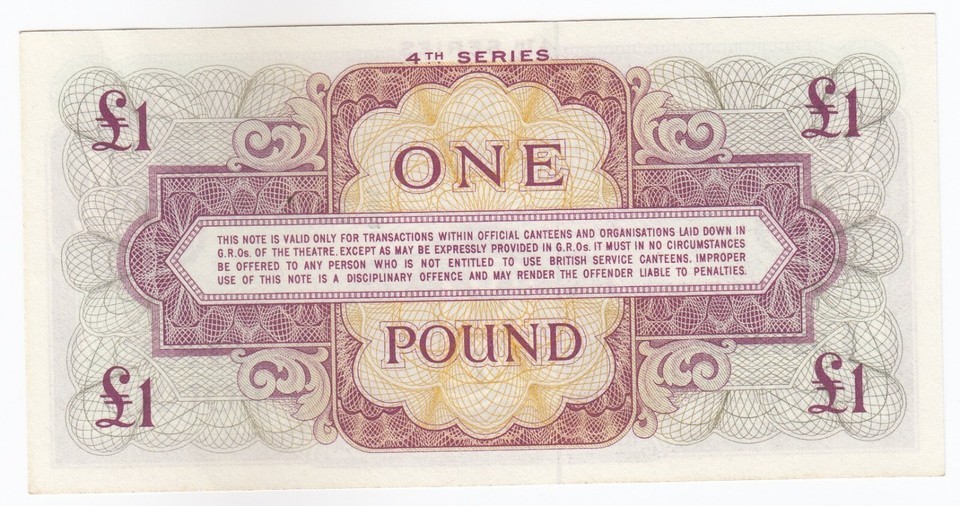 4TH SERIES
£1 £1
ONE
THIS NOTE IS VALID ONLY FOR TRANSACTIONS WITHIN OFFICIAL CANTEENS AND ORGANISATIONS LAID DOWN IN
G.R.Os. OF THE THEATRE. EXCEPT AS MAY BE EXPRESSLY PROVIDED IN G.R.Os. IT MUST IN NO CIRCUMSTANCES
BE OFFERED TO ANY PERSON WHO IS NOT ENTITLED TO USE BRITISH SERVICE CANTEENS. IMPROPER
USE OF THIS NOTE IS A DISCIPLINARY OFFENCE AND MAY RENDER THE OFFENDER LIABLE TO PENALTIES.
POUND
£1 £1